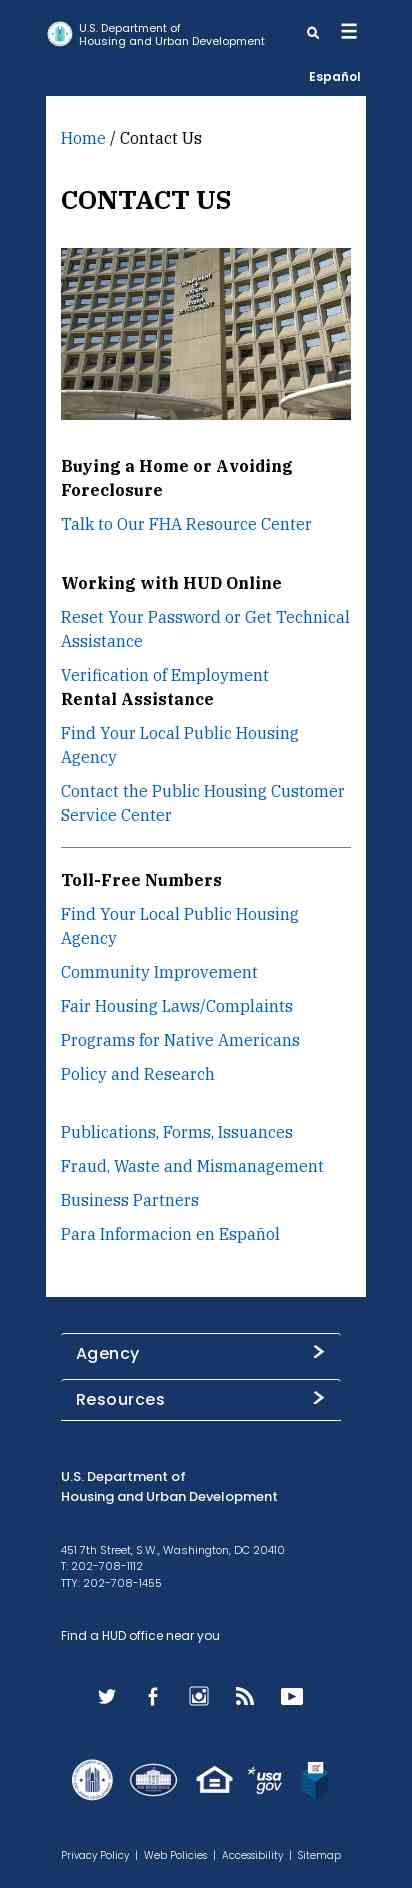 U.S. Department of
Housing and Urban Development
Español
Home / Contact Us
CONTACT US
DEPARTMENT
OF
HOUSING
AND
URBAN
DEVELOPMENT
Buying a Home or Avoiding
Foreclosure
Talk to Our FHA Resource Center
Working with HUD Online
Reset Your Password or Get Technical
Assistance
Verification of Employment
Rental Assistance
Find Your Local Public Housing
Agency
Contact the Public Housing Customer
Service Center
Toll-Free Numbers
Find Your Local Public Housing
Agency
Community Improvement
Fair Housing Laws/Complaints
Programs for Native Americans
Policy and Research
Publications, Forms, Issuances
Fraud, Waste and Mismanagement
Business Partners
Para Informacion en Español
Agency
Resources
U.S. Department of
Housing and Urban Development
451 7th Street, S.W., Washington, DC 20410
T: 202-708-1112
TTY: 202-708-1455
Find a HUD office near you
usa
gov
Privacy Policy | Web Policies | Accessibility | Sitemap